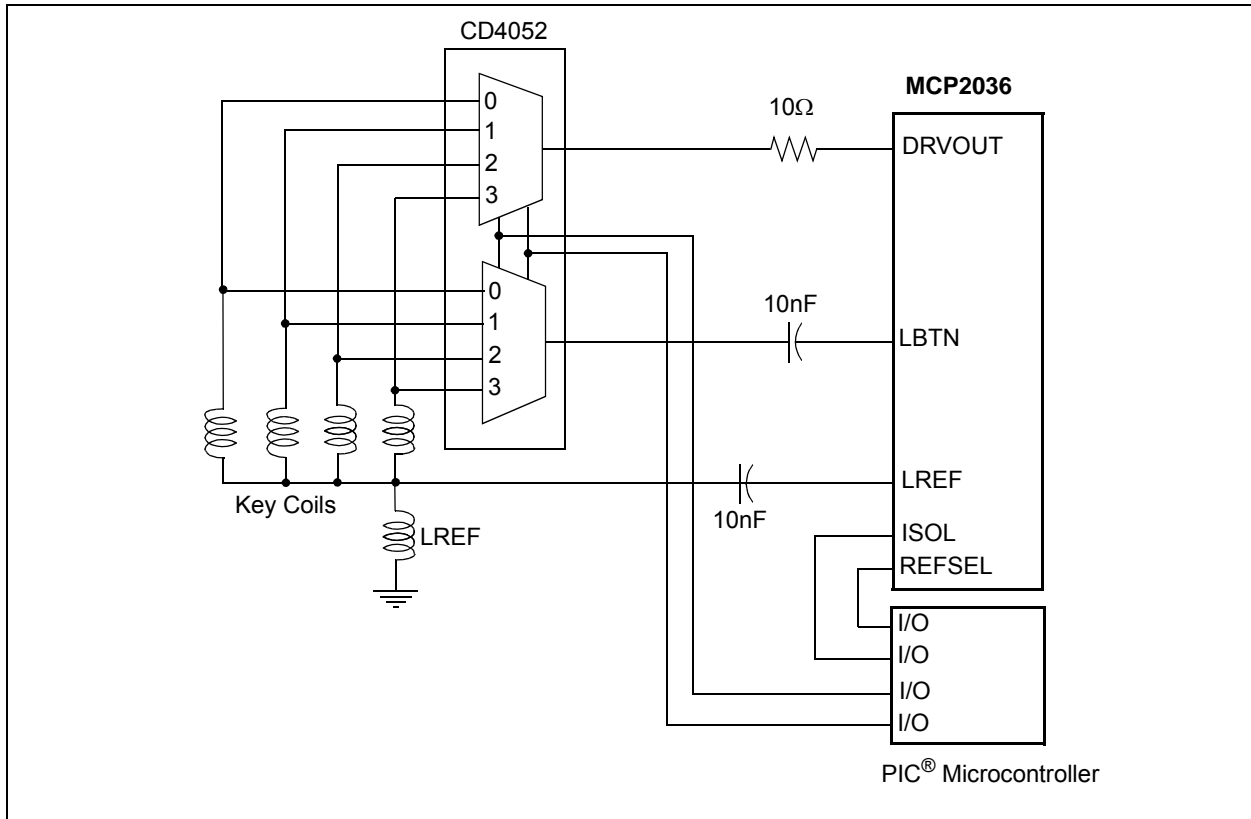 CD4052
MCP2036
0
1
2
3
10Ω
DRVOUT
0
1
2
3
10nF
LBTN
Key Coils
LREF
10nF
LREF
ISOL
REFSEL
I/O
I/O
I/O
I/O
PIC® Microcontroller